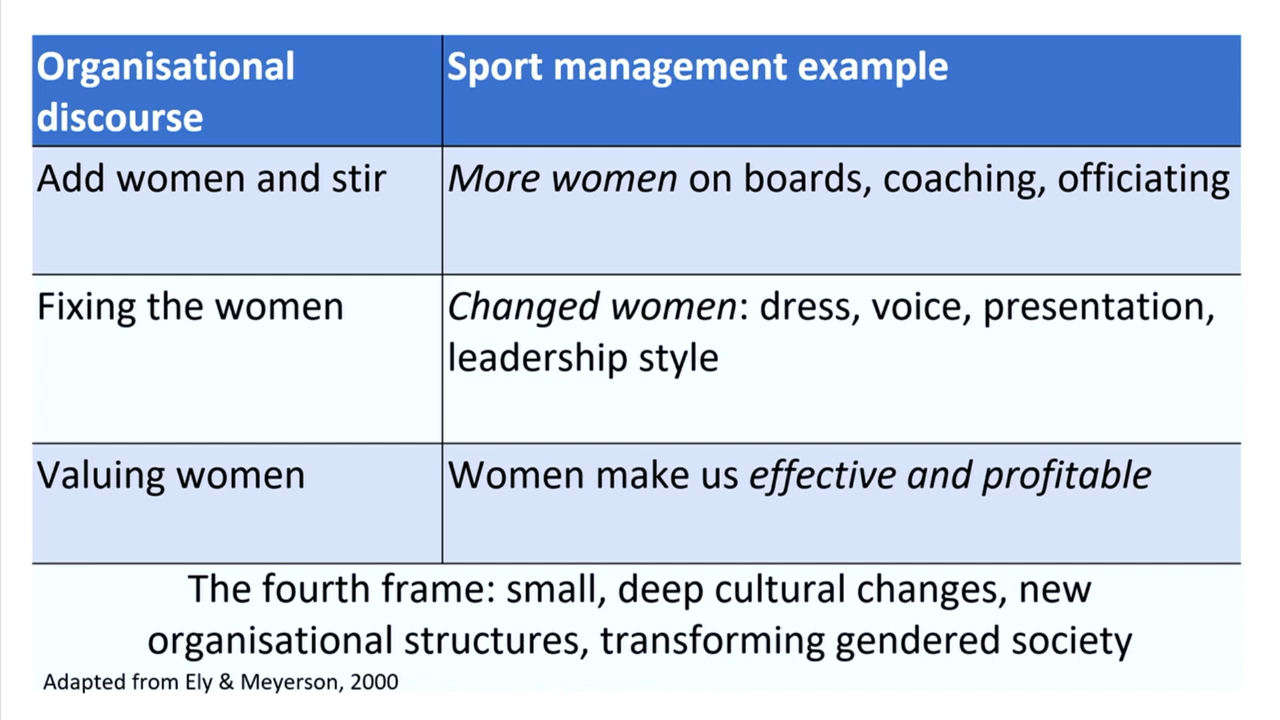 Organisational
discourse
Sport management example
Add women and stir
More women on boards, coaching, officiating
Fixing the women
Changed women: dress, voice, presentation,
leadership style
Valuing women
Women make us effective and profitable
The fourth frame: small, deep cultural changes, new
organisational structures, transforming gendered society
Adapted from Ely & Meyerson, 2000